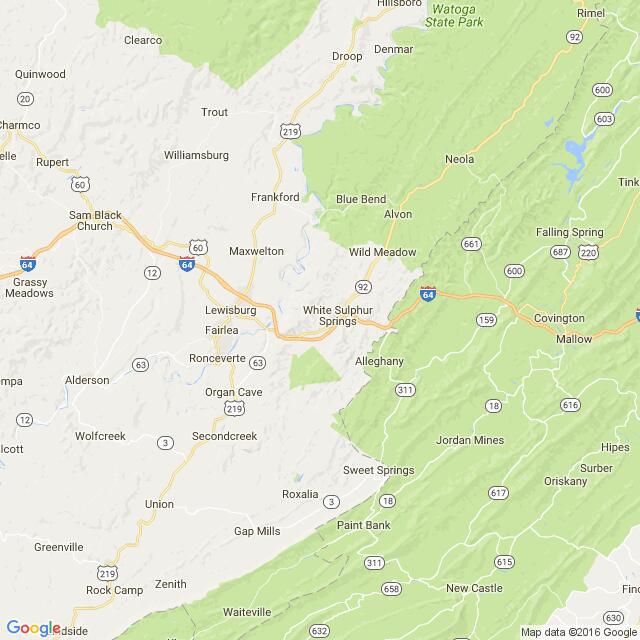 Hillsboro
Watoga
State Park
Rimel
Clearco
Denmar
92
Droop
Quinwood
600
20
Trout
603
219
Charmco
elle
Rupert
Williamsburg
Neola
60
Tink
Frankford
Blue Bend
Sam Black
Church
Alvon
Falling Spring
60
661
Maxwelton
Wild Meadow
687
220
64
64
12
600
Grassy
Meadows
92
64
Lewisburg
White Sulphur
Springs
159
Covington
Fairlea
Mallow
Ronceverte
63
63
Alleghany
empa
Alderson
311
Organ Cave
219
18
616
12
Wolfcreek
3
Secondcreek
Jordan Mines
Hipes
lcott
Sweet Springs
Surber
Oriskany
Roxalia
617
Union
3
18
Gap Mills
Paint Bank
Greenville
311
615
219
Zenith
658
New Castle
Rock Camp
Find
Waiteville
630
Google
dside
632
Map data ©2016 Google